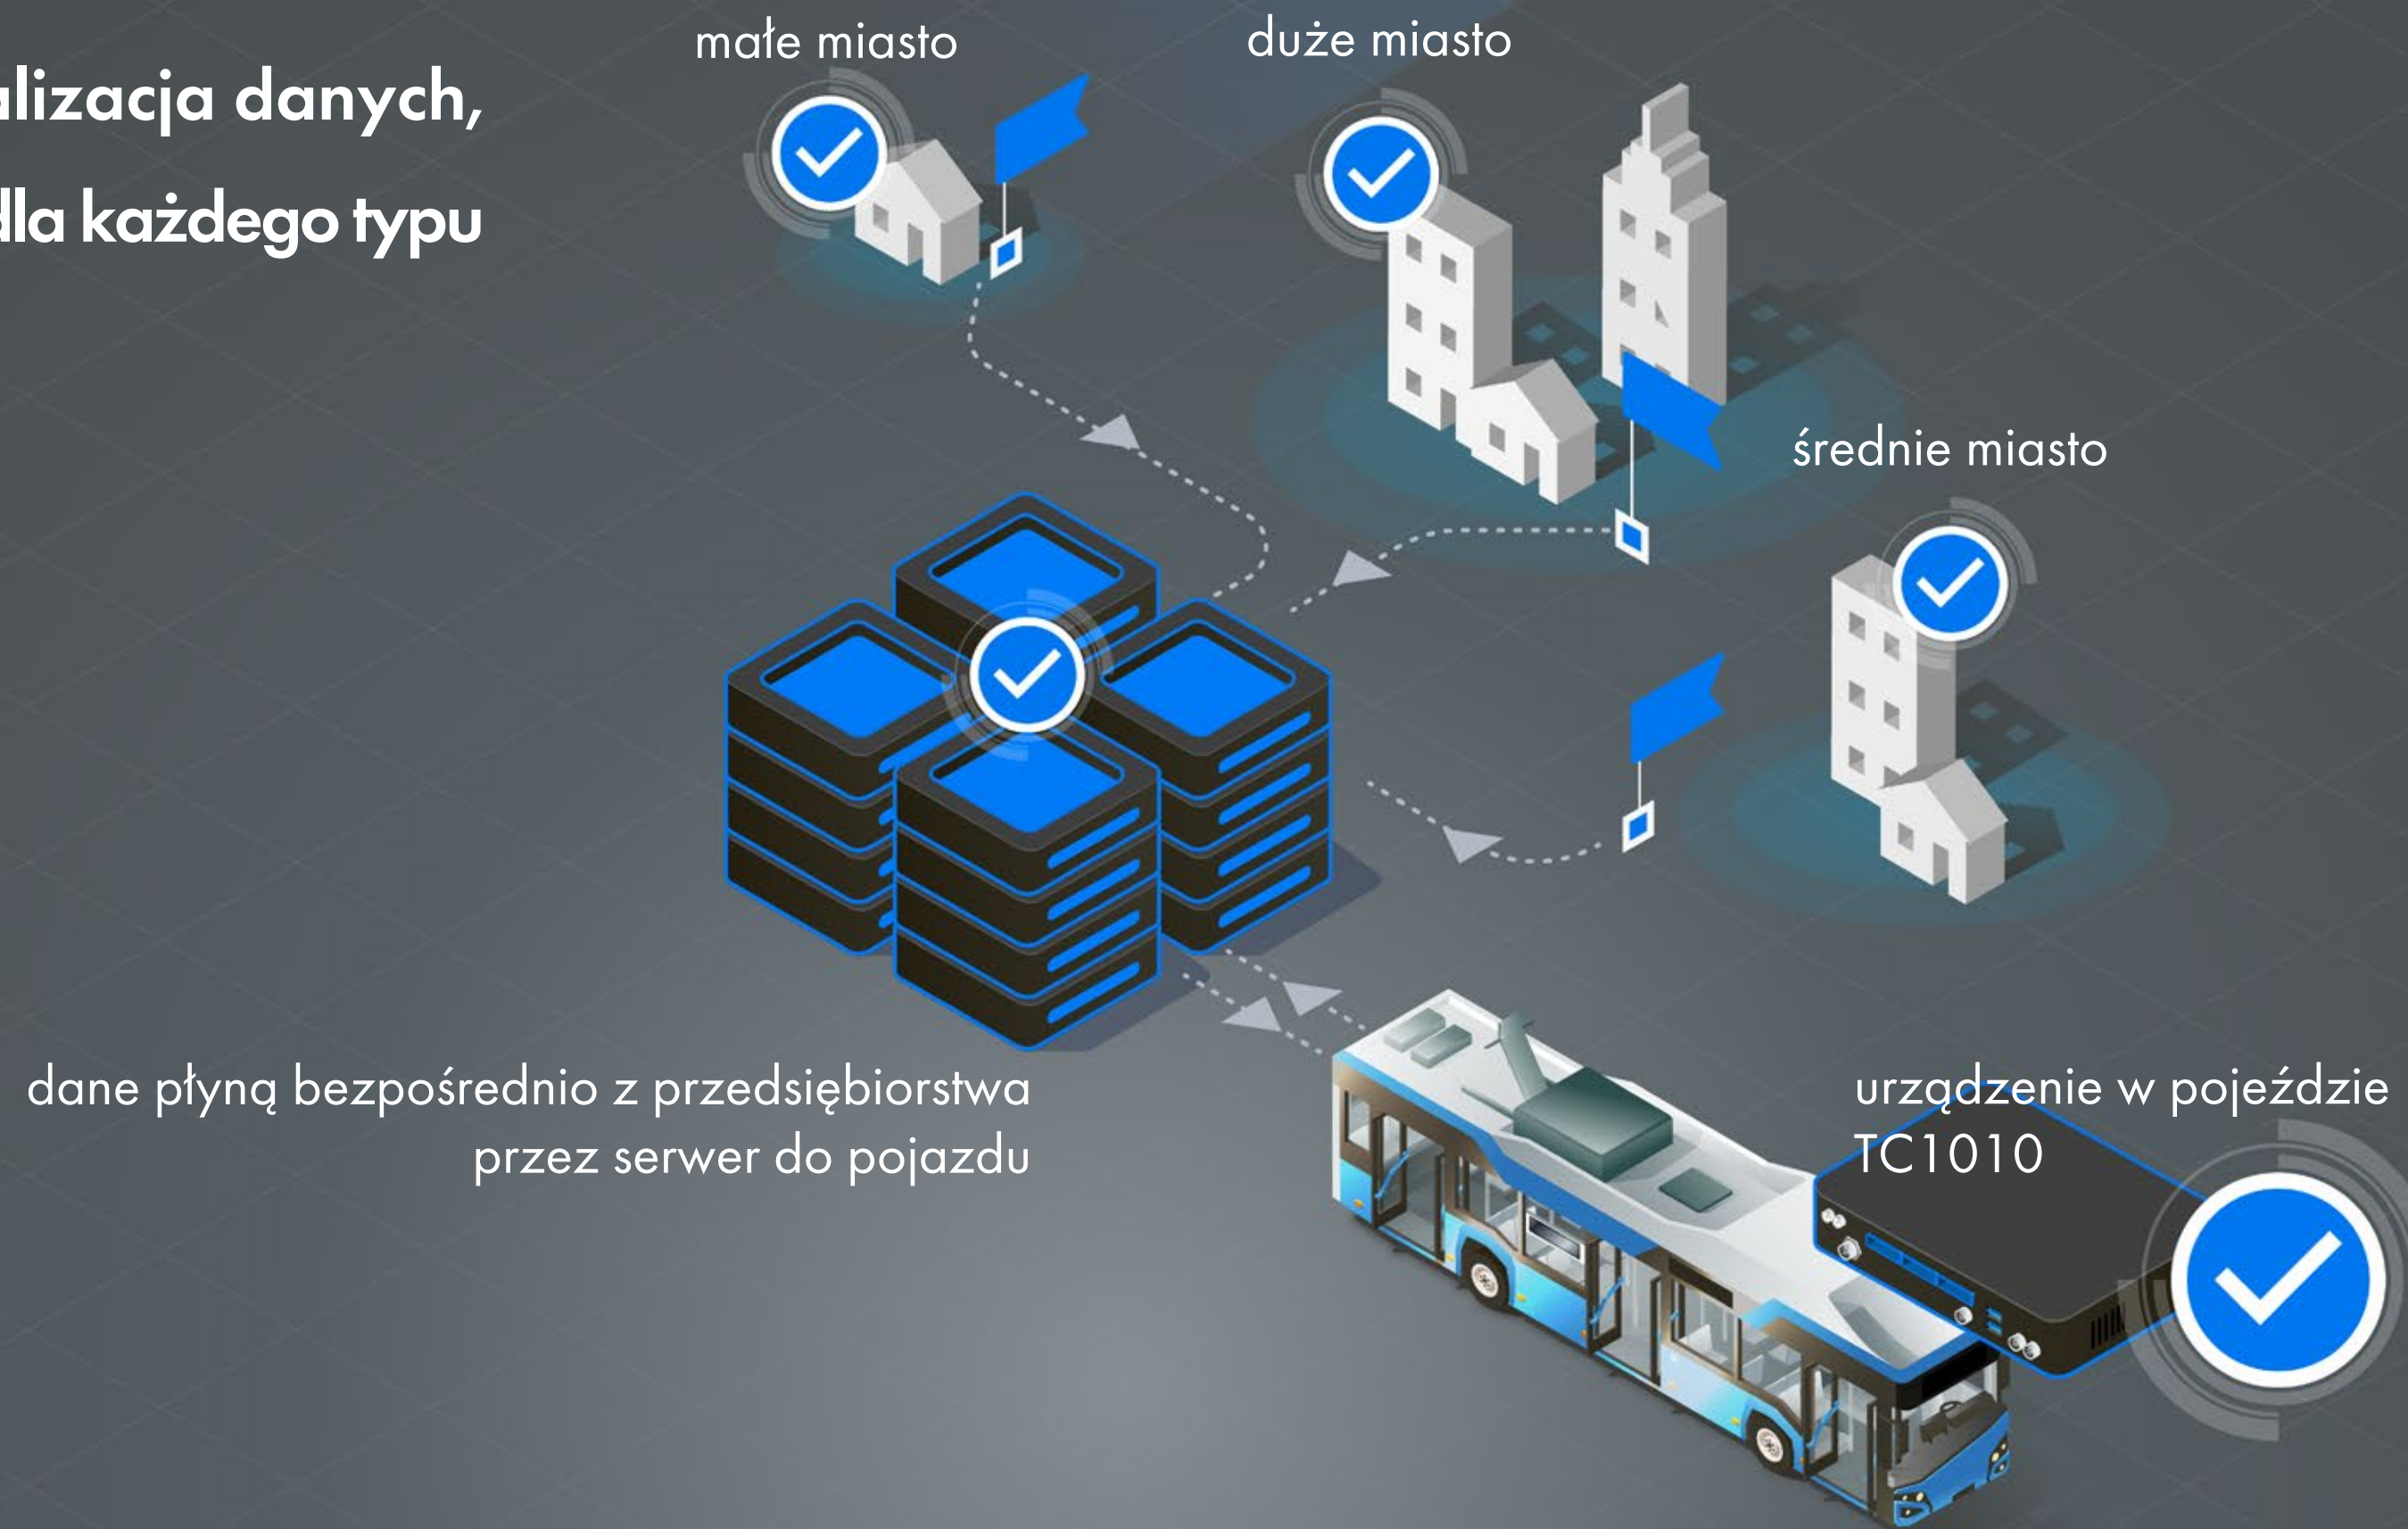 małe miasto
duże miasto
alizacja danych,
dla każdego typu
średnie miasto
dane płyną bezpośrednio z przedsiębiorstwa
przez serwer do pojazdu
urządzenie w pojeździe
TC1010